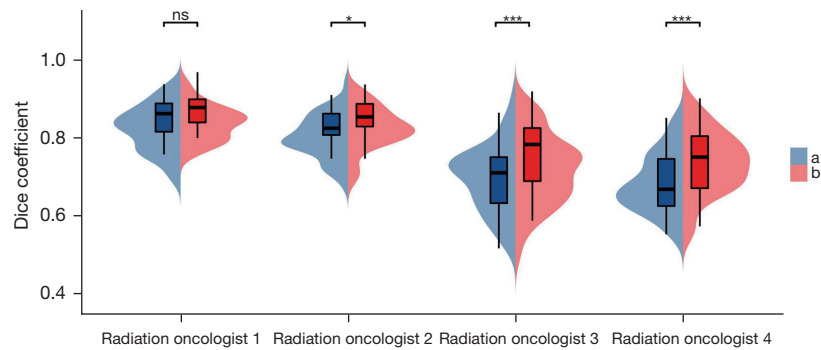 ns
*
***
***
1.0
0.8
0.6
0.4
Dice coefficient
a
b
Radiation oncologist 1
Radiation oncologist 2
Radiation oncologist 3
Radiation oncologist 4